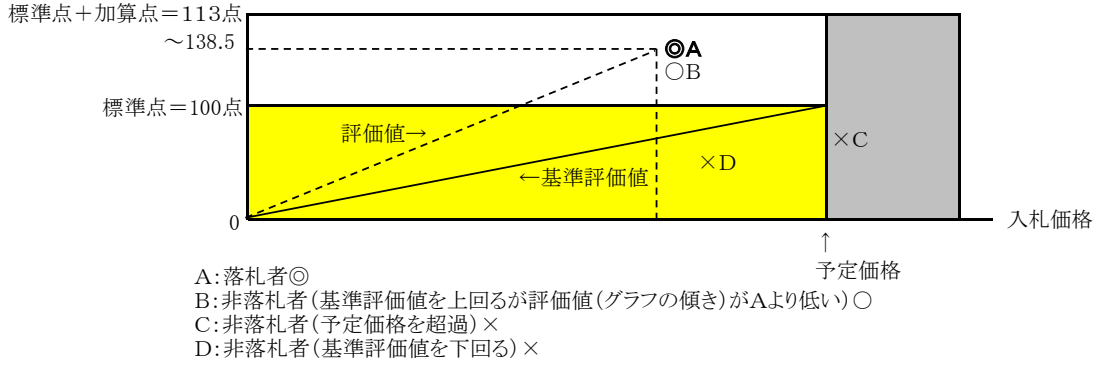 標準点＋加算点＝113点
～138.5
◎A
○B
標準点＝100点
評価値→
×C
×D
←基準評価値
0
入札価格
↑
予定価格
A：落札者◎
B：非落札者（基準評価値を上回るが評価値（グラフの傾き）がAより低い）○
C：非落札者（予定価格を超過）×
D：非落札者（基準評価値を下回る）×